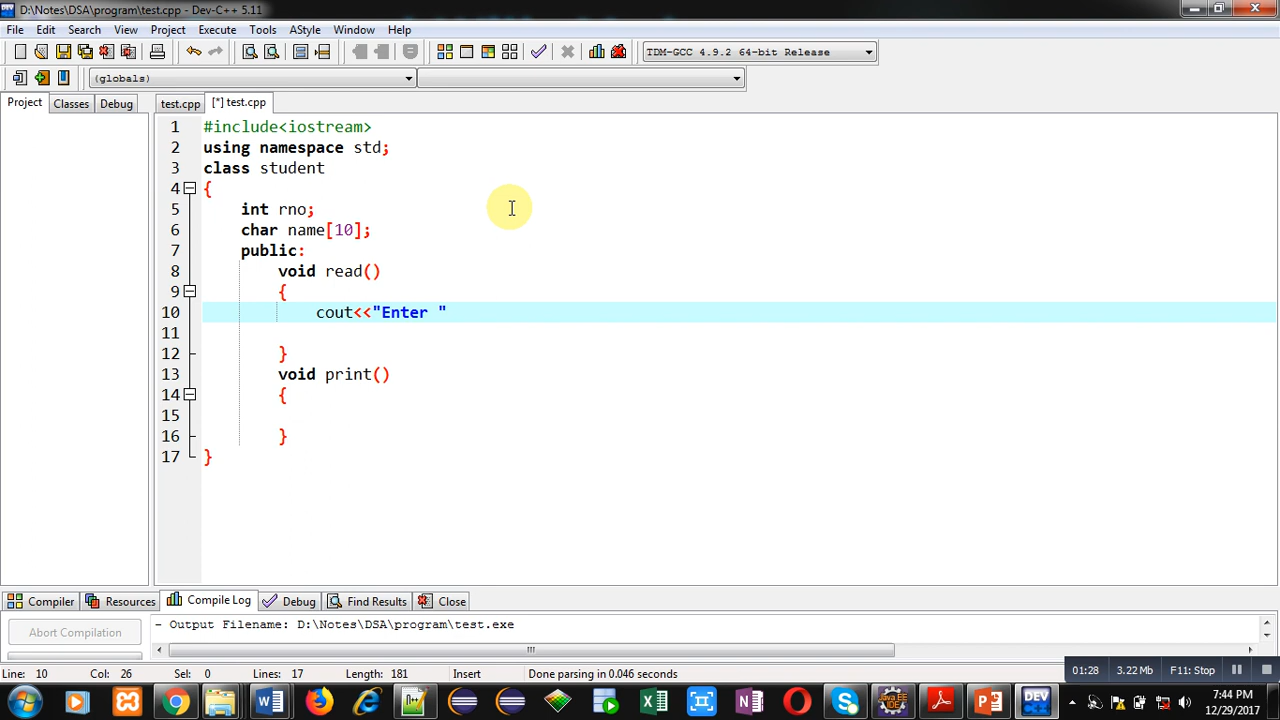 D:\Notes\DSA\program\test.cpp - Dev-C++ 5.11
File Edit Search View Project Execute Tools AStyle Window Help
TDM-GCC 4.9.2 64-bit Release
(globals)
Project Classes Debug test.cpp [*] test.cpp
1 #include<iostream>
2 using namespace std;
3 class student
4 {
5 int rno;
6 char name[10];
7 public:
8 void read()
9 {
10 cout<<"Enter "
11
12 }
13 void print()
14 {
15
16 }
17 }
Compiler Resources Compile Log Debug Find Results Close
Abort Compilation - Output Filename: D:\Notes\DSA\program\test.exe
Line: 10 Col: 26 Sel: 0 Lines: 17 Length: 181 Insert Done parsing in 0.046 seconds 01:28 3.22 Mb F11: Stop
7:44 PM
12/29/2017